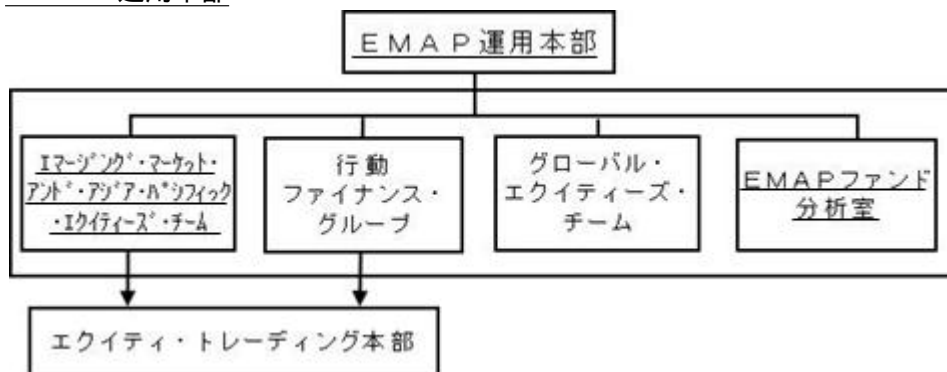 運用本部
ＥＭＡＰ運用本部
ｴﾏｰｼﾞﾝｸﾞ･ﾏｰｹｯﾄ･
ｱﾝﾄﾞ･ｱｼﾞｱ･ﾊﾟｼﾌｨｯｸ
･ｴｸｲﾃｨｰｽﾞ･ﾁｰﾑ
行動
ファイナンス・
グループ
グローバル・
エクイティーズ・
チーム
ＥＭＡＰファンド
分析室
エクイティ・トレーディング本部